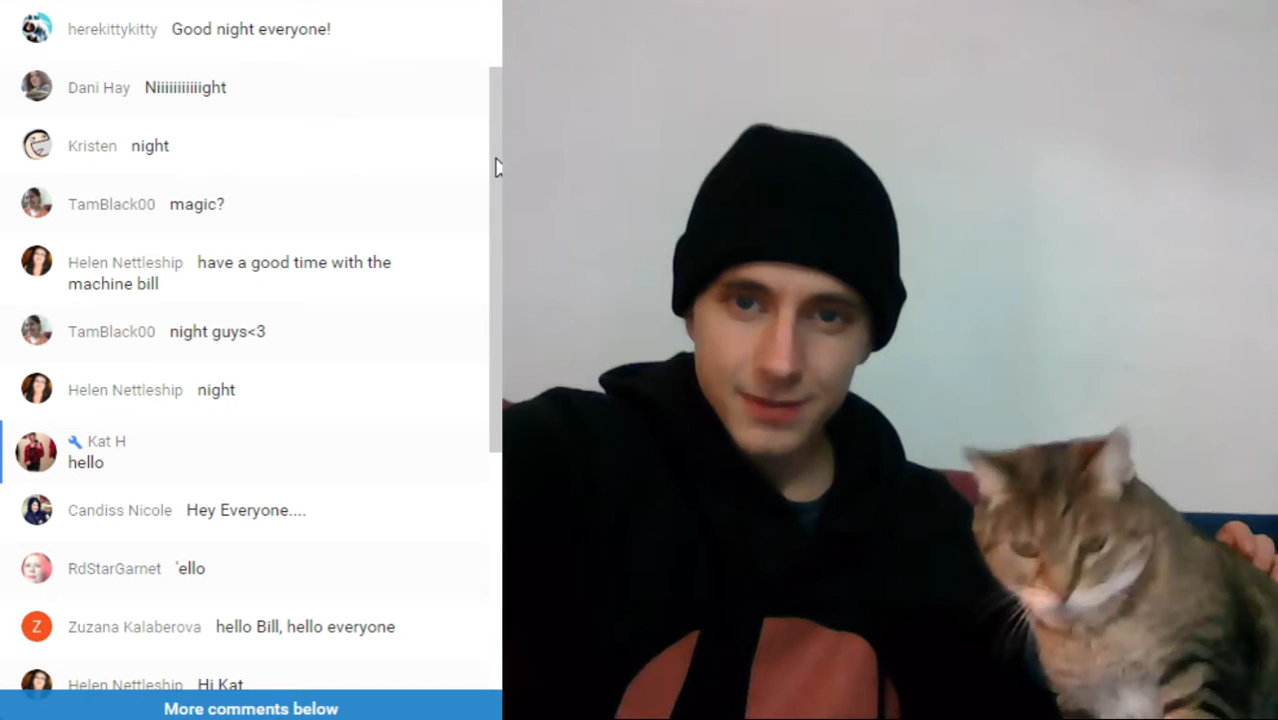 herekittykitty Good night everyone!
Dani Hay Niiiiiiiiiiight
Kristen night
TamBlack00 magic?
Helen Nettleship have a good time with the
machine bill
TamBlack00 night guys<3
Helen Nettleship night
Kat H
hello
Candiss Nicole Hey Everyone....
RdStarGarnet 'ello
Z Zuzana Kalaberova hello Bill, hello everyone
Helen Nettleship Hi Kat
More comments below